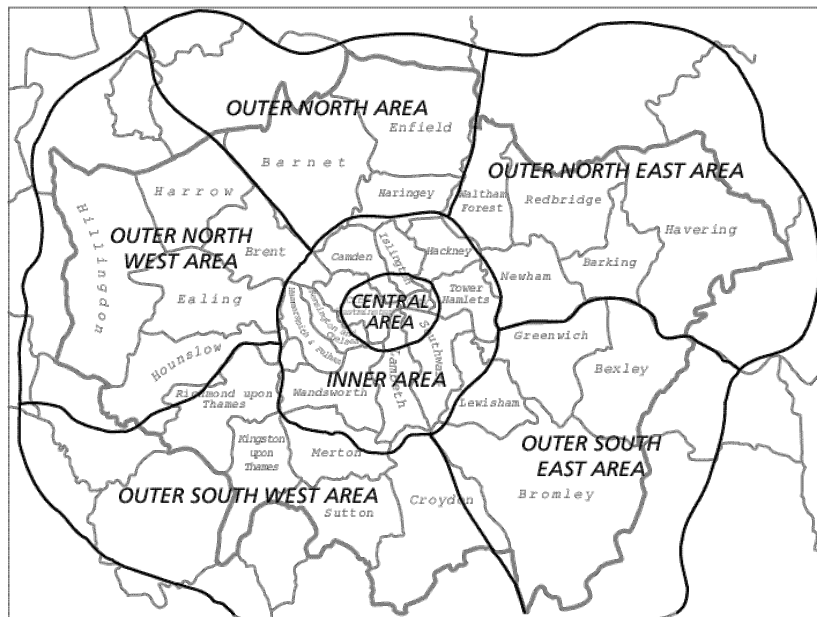 OUTER NORTH AREA
Enfield
Barnet
OUTER NORTH EAST AREA
Harrow
Haringey
Waltham
Forest
Redbridge
Hillingdon
Havering
OUTER NORTH
WEST AREA
Brent
Camden
Islington
Hackney
Newham
Barking
Ealing
Tower
Hamlets
CENTRAL
AREA
Kensington
Chelsea
Hounslow
Southwark
Greenwich
Bexley
INNER AREA
Lambeth
Richmond upon
Thames
Wandsworth
Lewisham
Kingston
upon
Thames
Merton
OUTER SOUTH
EAST AREA
OUTER SOUTH WEST AREA
Sutton
Croydon
Bromley